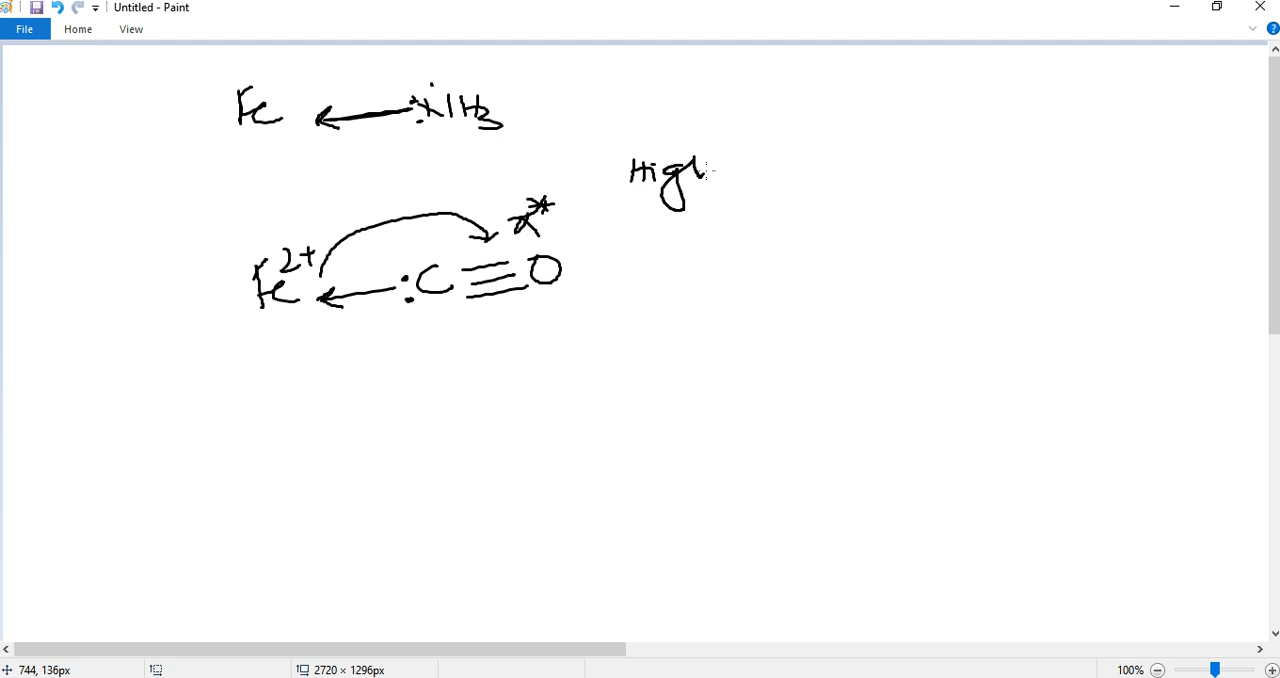 Untitled - Paint
File Home View
Fe ← :NH3
High
π*
Fe2+ ← :C≡O
744, 136px 2720 × 1296px 100%